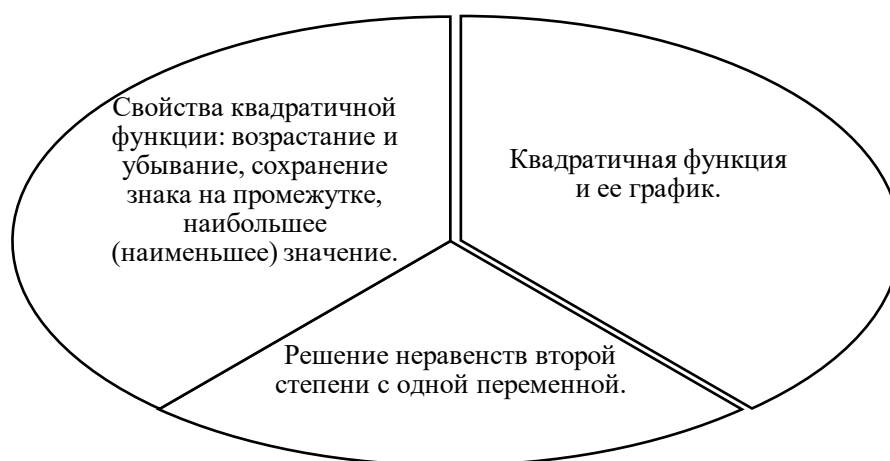 Свойства квадратичной
функции: возрастание и
убывание, сохранение
знака на промежутке,
наибольшее
(наименьшее) значение.
Квадратичная функция
и ее график.
Решение неравенств второй
степени с одной переменной.